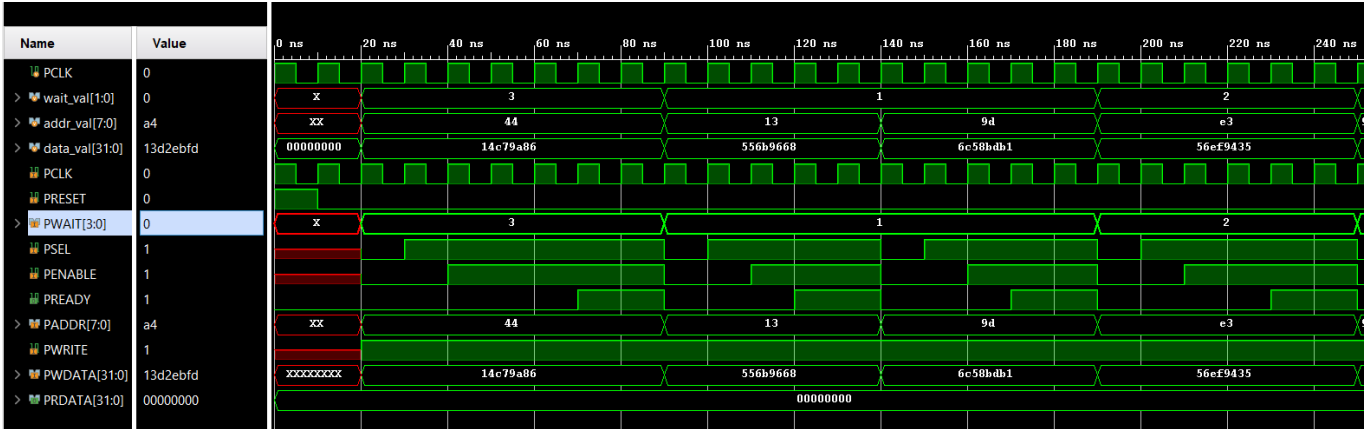 Name Value 0 ns 20 ns 40 ns 60 ns 80 ns 100 ns 120 ns 140 ns 160 ns 180 ns 200 ns 220 ns 240 ns
PCLK 0
wait_val[1:0] 0 X 3 1 2
addr_val[7:0] a4 XX 44 13 9d e3
data_val[31:0] 13d2ebfd 00000000 14c79a86 556b9668 6c58bdb1 56ef9435
PCLK 0
PRESET 0
PWAIT[3:0] 0 X 3 1 2
PSEL 1
PENABLE 1
PREADY 1
PADDR[7:0] a4 XX 44 13 9d e3
PWRITE 1
PWDATA[31:0] 13d2ebfd XXXXXXXX 14c79a86 556b9668 6c58bdb1 56ef9435
PRDATA[31:0] 00000000 00000000